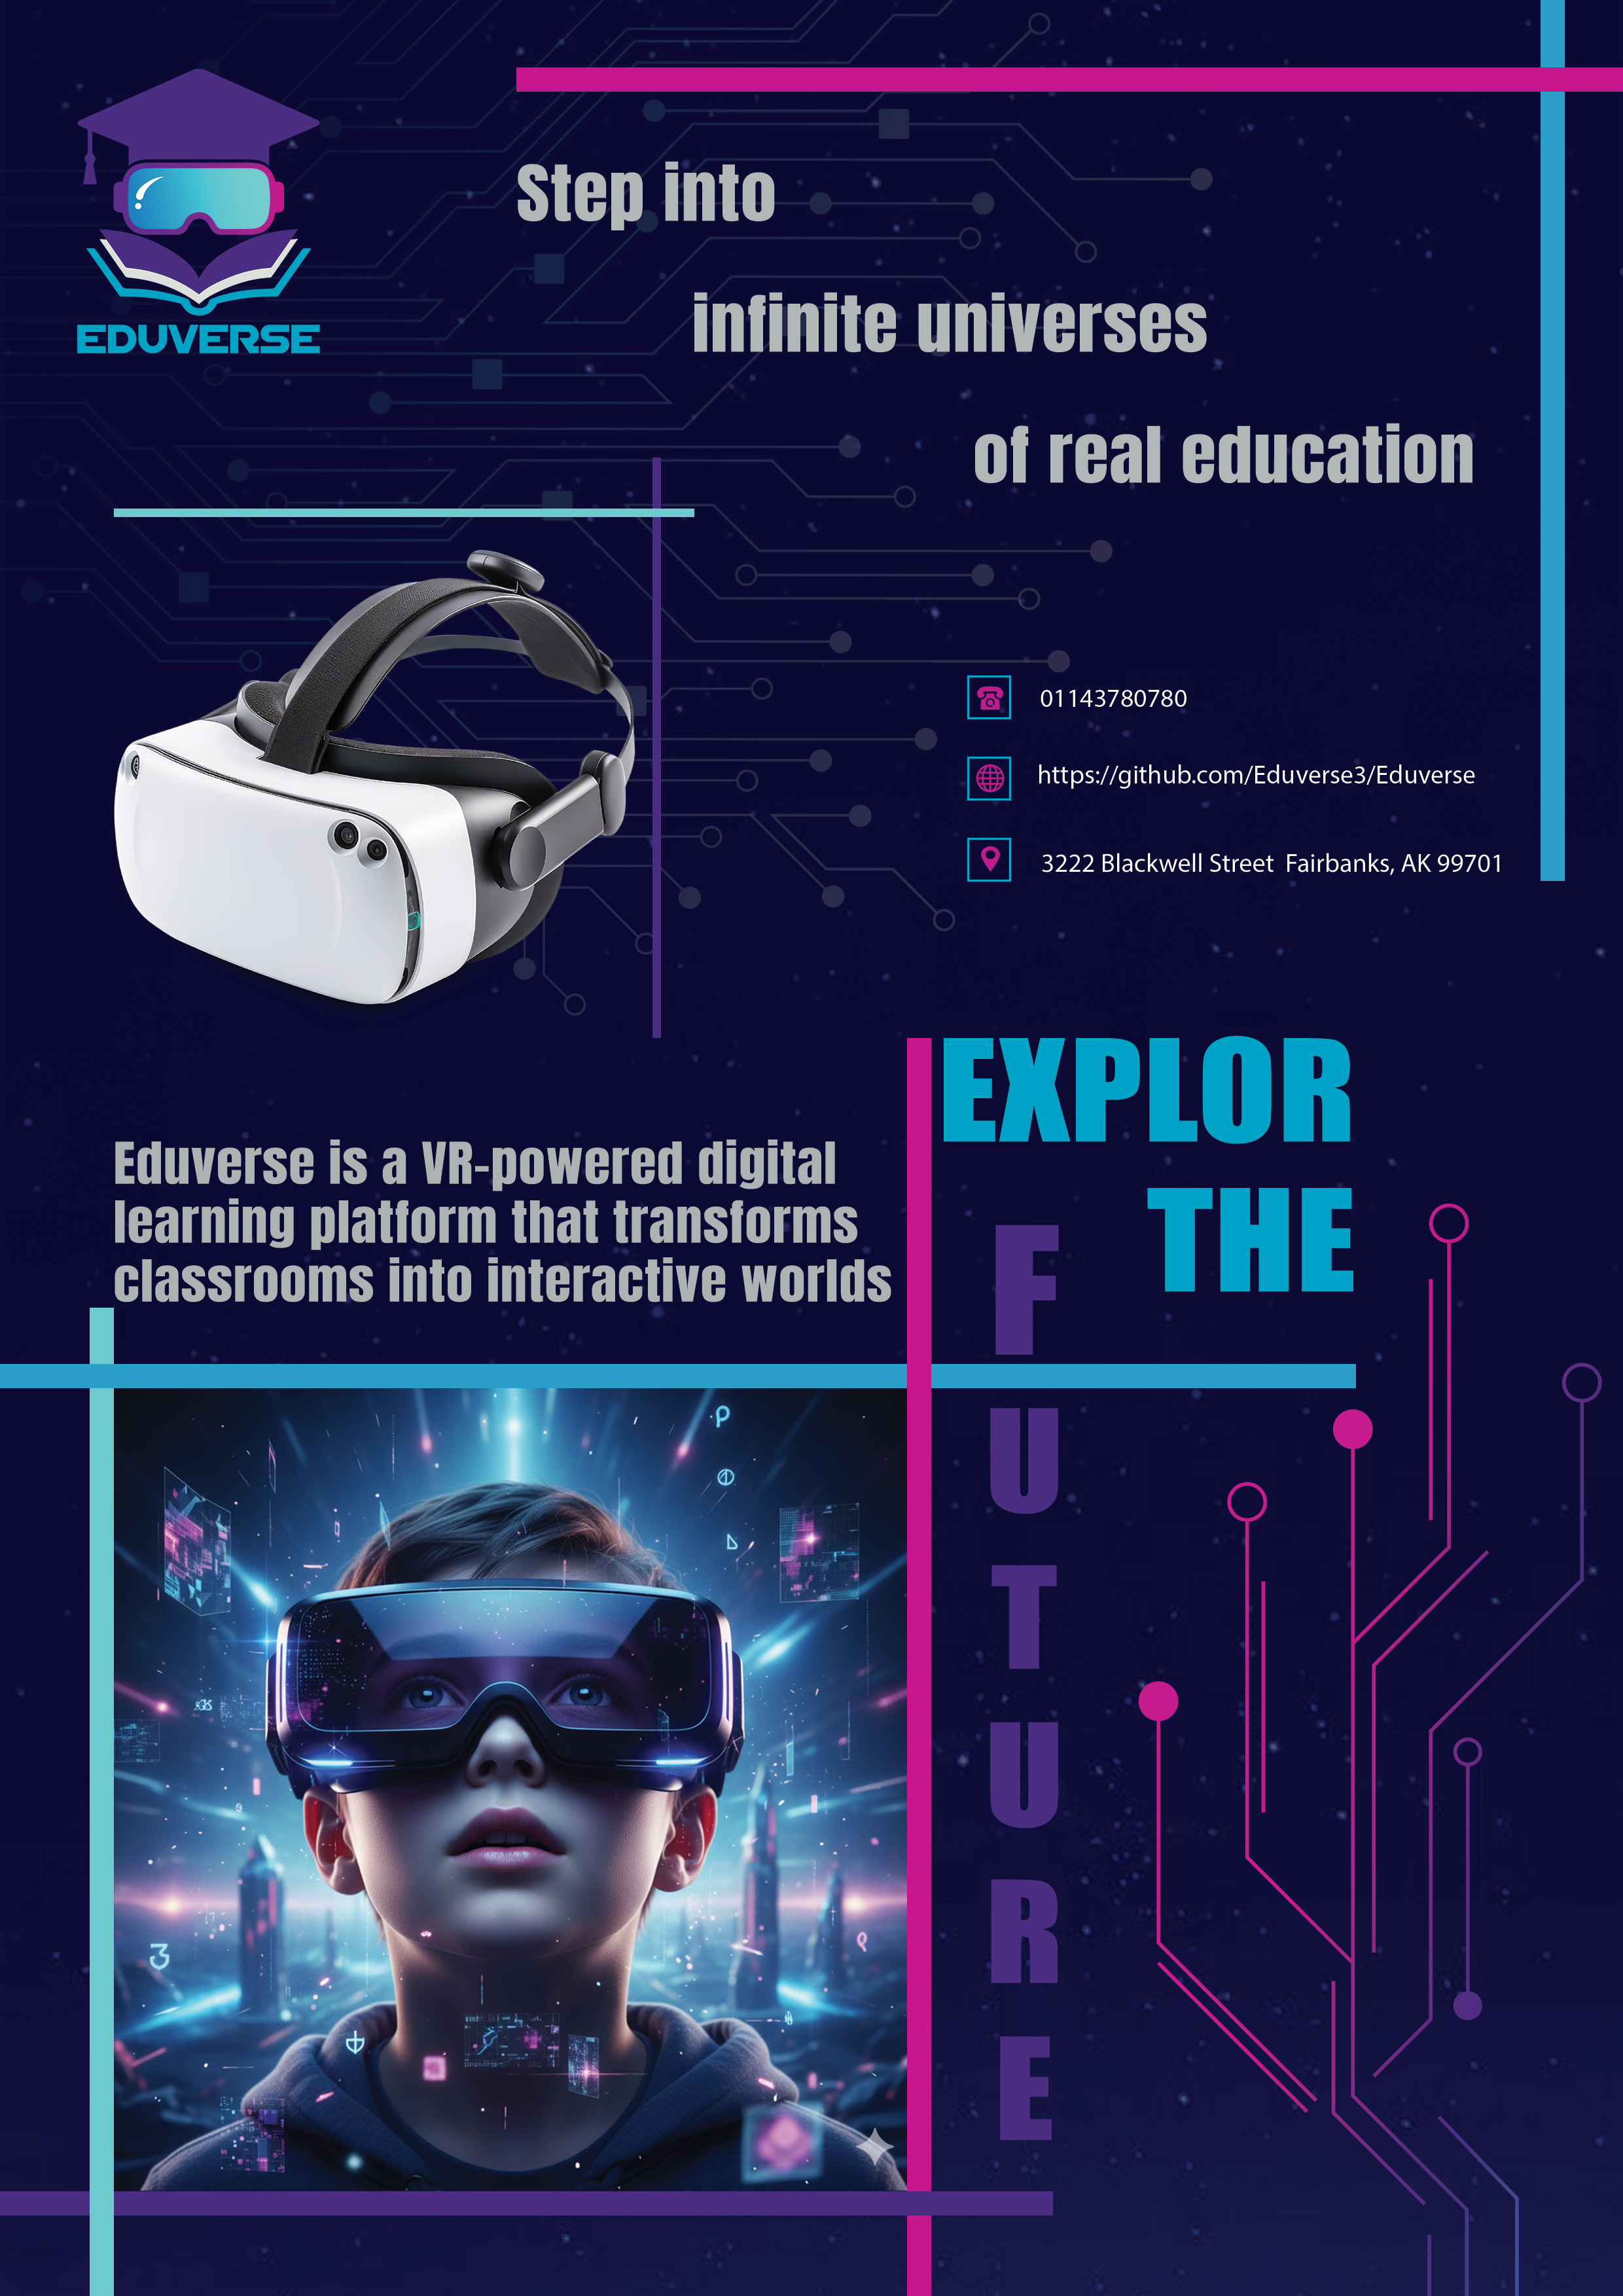 EDUVERSE
Step into
infinite universes
of real education
01143780780
https://github.com/Eduverse3/Eduverse
3222 Blackwell Street  Fairbanks, AK 99701
EXPLOR
THE
FUTURE
Eduverse is a VR-powered digital
learning platform that transforms
classrooms into interactive worlds